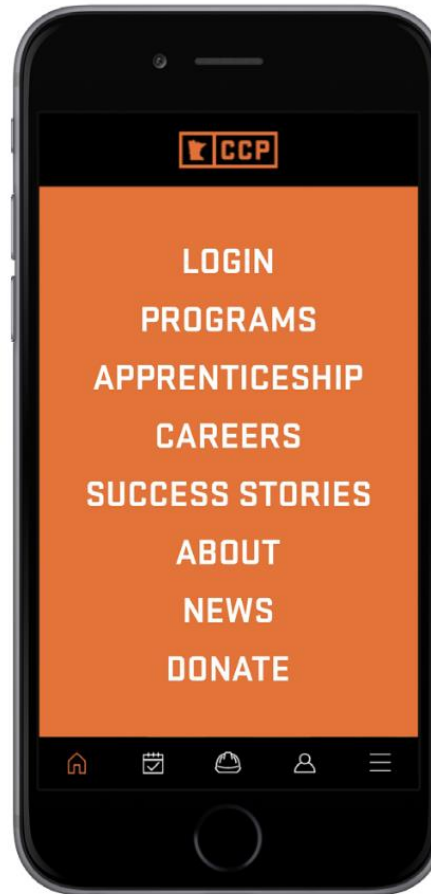 CCP
LOGIN
PROGRAMS
APPRENTICESHIP
CAREERS
SUCCESS STORIES
ABOUT
NEWS
DONATE